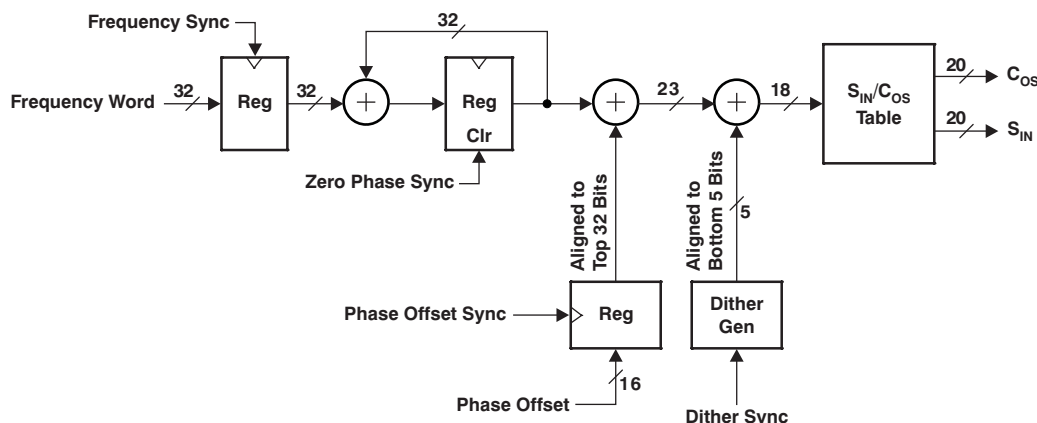 Frequency Sync
32
Frequency Word
32
Reg
32
+
Reg
Clr
Zero Phase Sync
+
23
+
18
SIN/COS
Table
20
COS
20
SIN
Aligned to
Top 32 Bits
Aligned to
Bottom 5 Bits
5
Phase Offset Sync
Reg
Dither
Gen
16
Phase Offset
Dither Sync